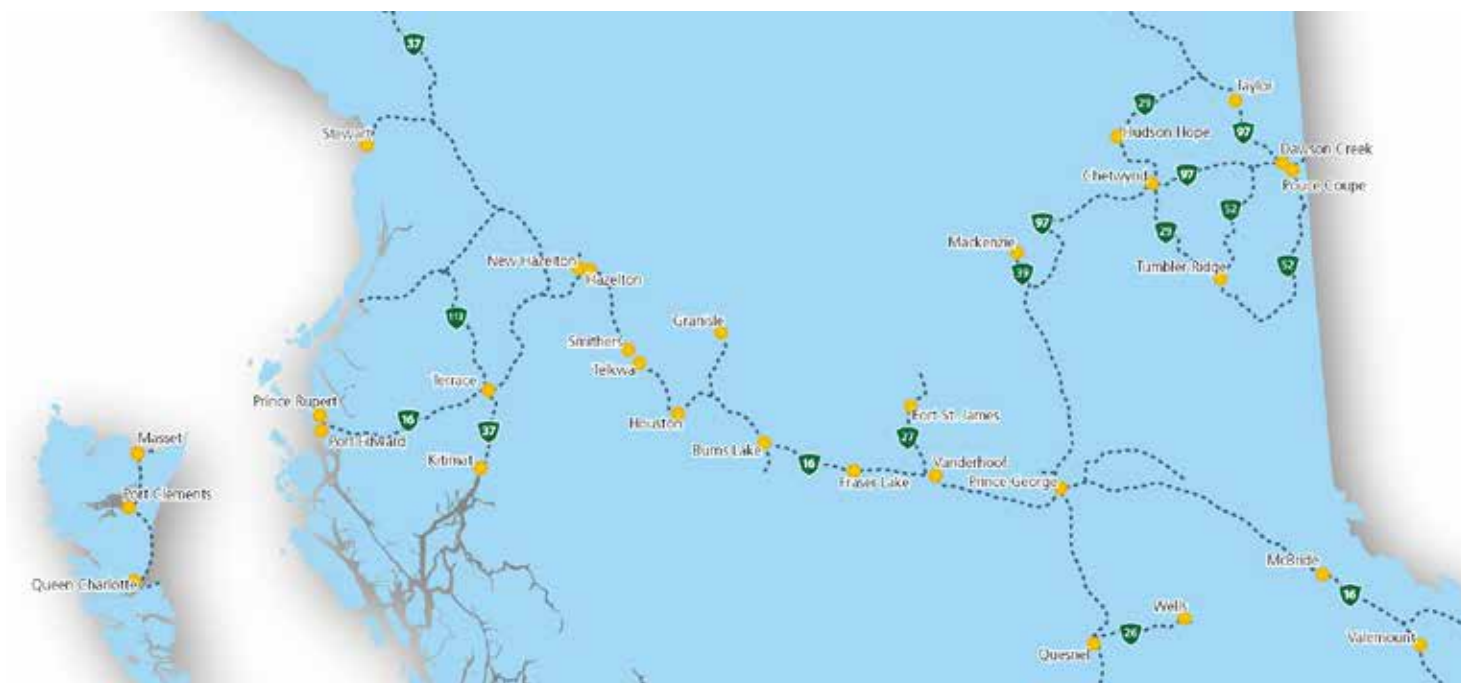 37
Taylor
29
Stewart
Hudson Hope
97
Dawson Creek
Chetwynd
97
Pouce Coupe
52
97
29
Mackenzie
New Hazelton
Tumbler Ridge
52
39
Hazelton
113
Granisle
Smithers
Telkwa
Terrace
Prince Rupert
16
Fort St. James
Port Edward
37
Houston
Masset
27
Burns Lake
Kitimat
16
Vanderhoof
Fraser Lake
Prince George
Port Clements
McBride
Queen Charlotte
16
Wells
26
Valemount
Quesnel